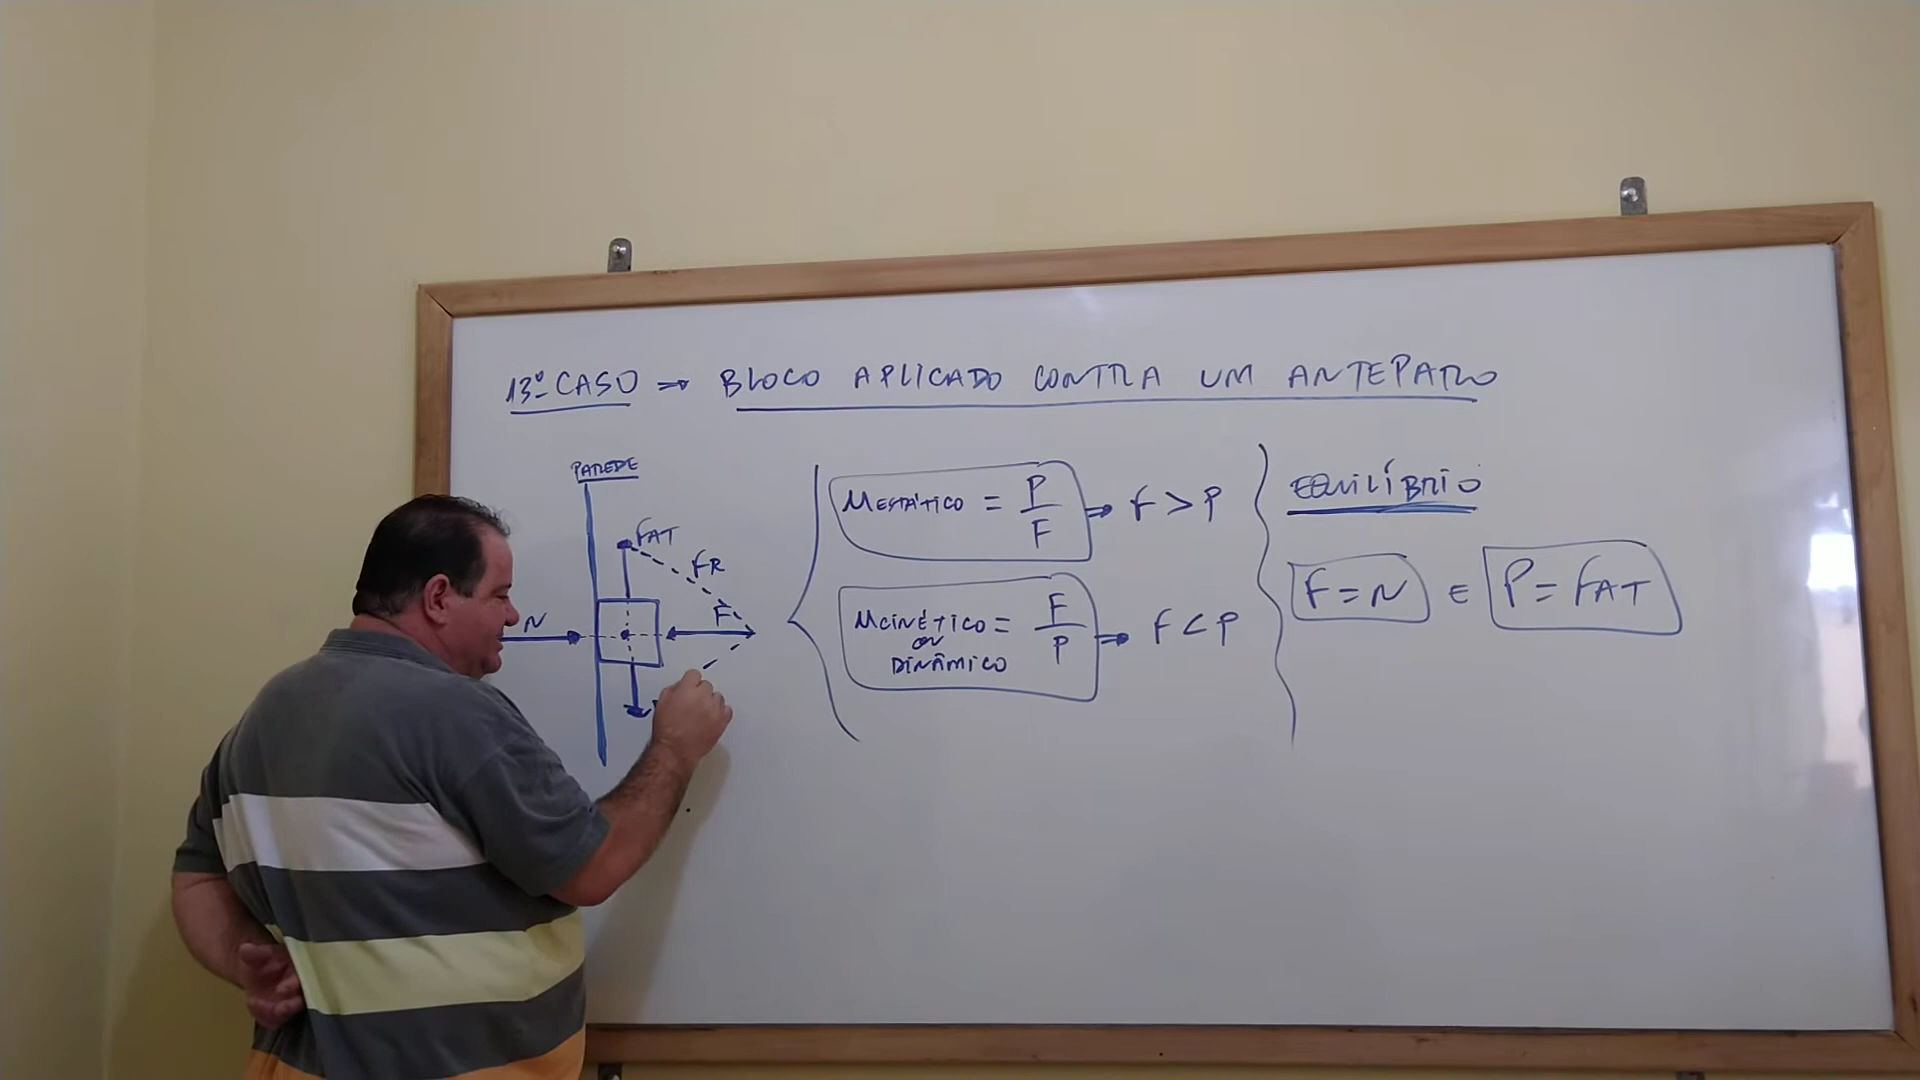 13º CASO ⇒ BLOCO APLICADO CONTRA UM ANTEPARO
PAREDE
FAT
FR
N
F
MESTÁTICO = P/F ⇒ F > P
MCINÉTICO = F/P ⇒ F < P
OU
DINÂMICO
EQUILÍBRIO
F = N E P = FAT